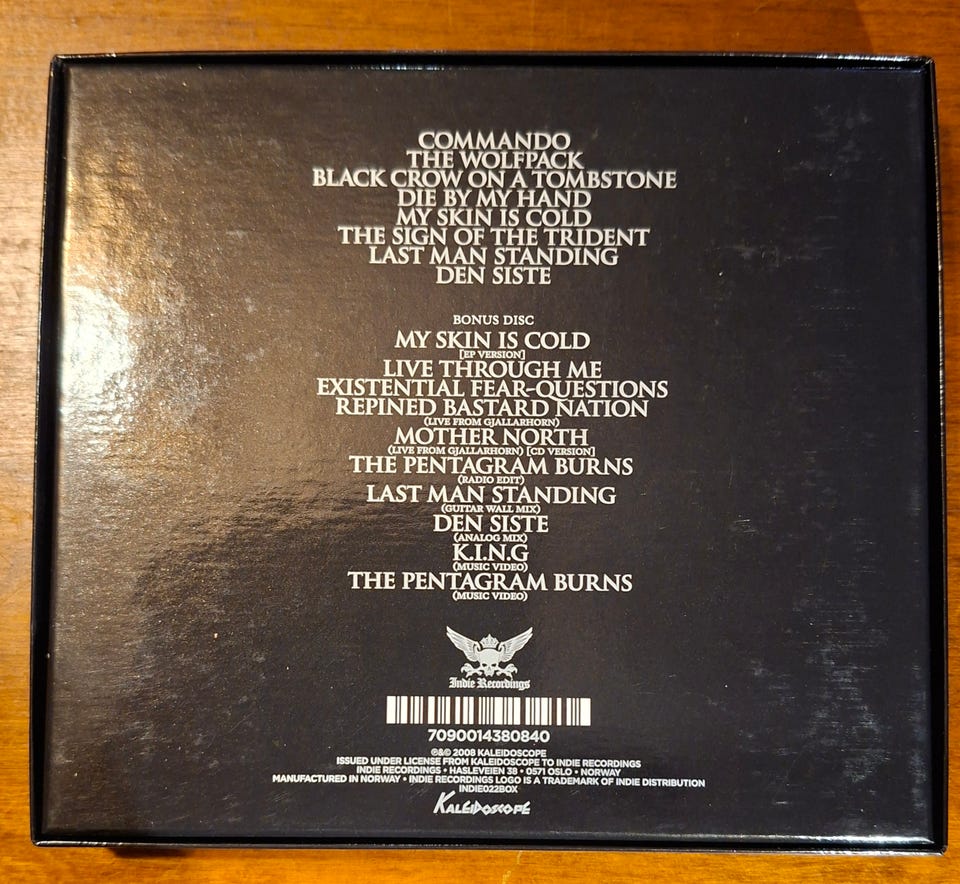 COMMANDO
THE WOLFPACK
BLACK CROW ON A TOMBSTONE
DIE BY MY HAND
MY SKIN IS COLD
THE SIGN OF THE TRIDENT
LAST MAN STANDING
DEN SISTE
BONUS DISC
MY SKIN IS COLD
[EP VERSION]
LIVE THROUGH ME
EXISTENTIAL FEAR-QUESTIONS
REPINED BASTARD NATION
(LIVE FROM GJALLARHORN)
MOTHER NORTH
(LIVE FROM GJALLARHORN) [CD VERSION]
THE PENTAGRAM BURNS
(RADIO EDIT)
LAST MAN STANDING
(GUITAR WALL MIX)
DEN SISTE
(ANALOG MIX)
K.I.N.G
(MUSIC VIDEO)
THE PENTAGRAM BURNS
(MUSIC VIDEO)
Indie Recordings
7090014380840
℗&© 2008 KALEIDOSCOPE
ISSUED UNDER LICENSE FROM KALEIDOSCOPE TO INDIE RECORDINGS
INDIE RECORDINGS • HASLEVEIEN 38 • 0571 OSLO • NORWAY
MANUFACTURED IN NORWAY • INDIE RECORDINGS LOGO IS A TRADEMARK OF INDIE DISTRIBUTION
INDIE022BOX
KALEIDOSCOPE